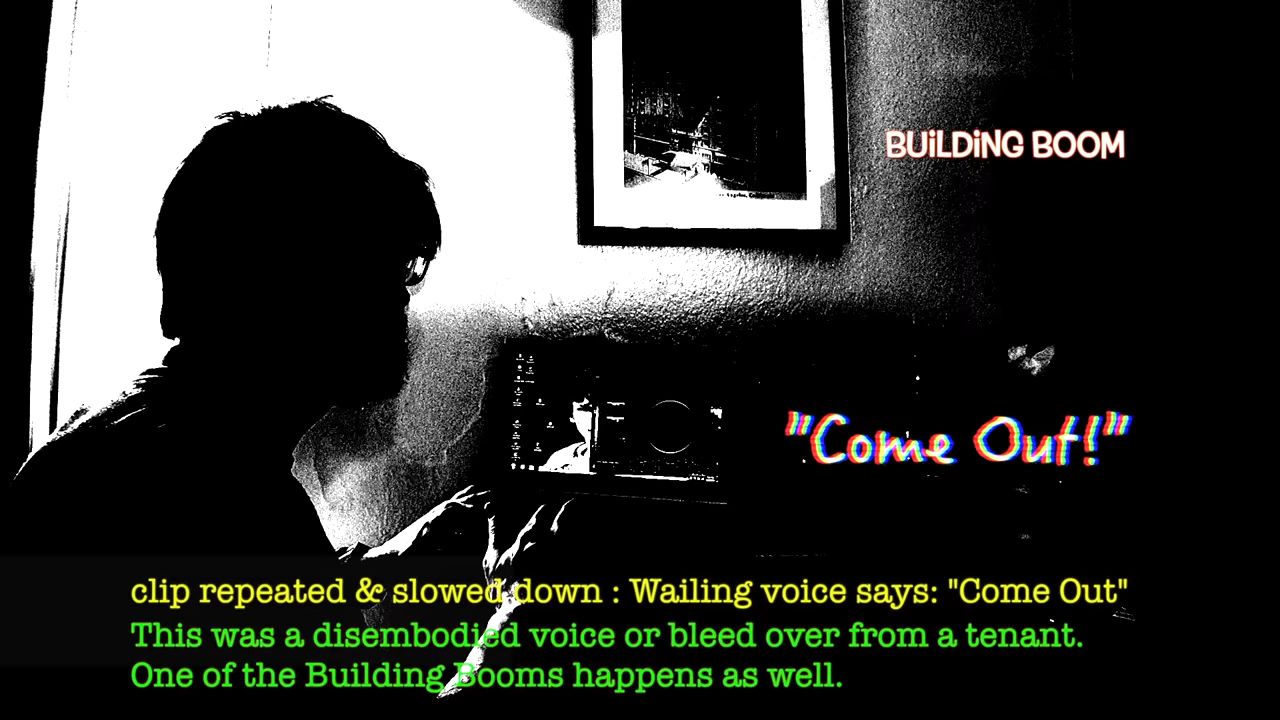 BUiLDiNG BOOM
"Come Out!"
clip repeated & slowed down : Wailing voice says: "Come Out"
This was a disembodied voice or bleed over from a tenant.
One of the Building Booms happens as well.